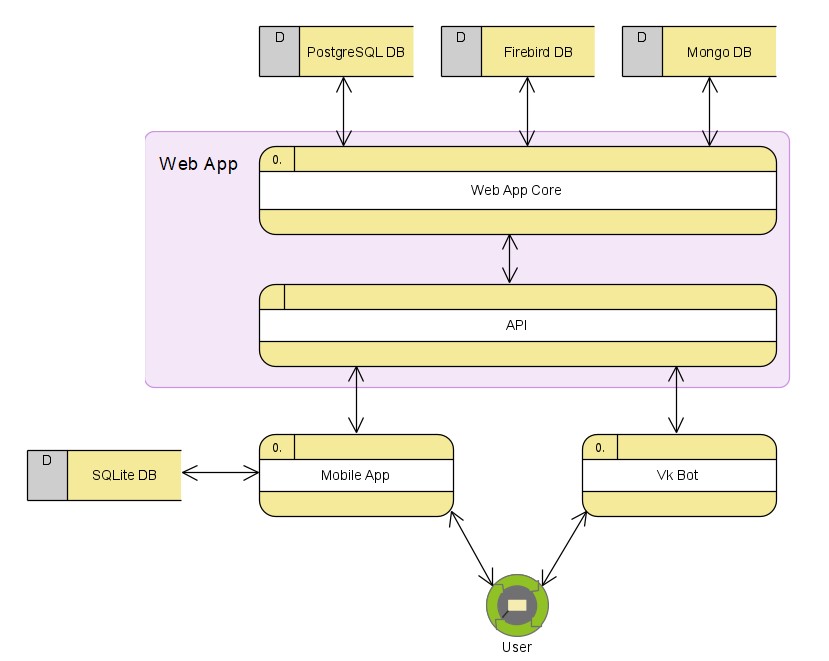 D
PostgreSQL DB
D
Firebird DB
D
Mongo DB
Web App
0.
Web App Core
API
D
SQLite DB
0.
Mobile App
0.
Vk Bot
User